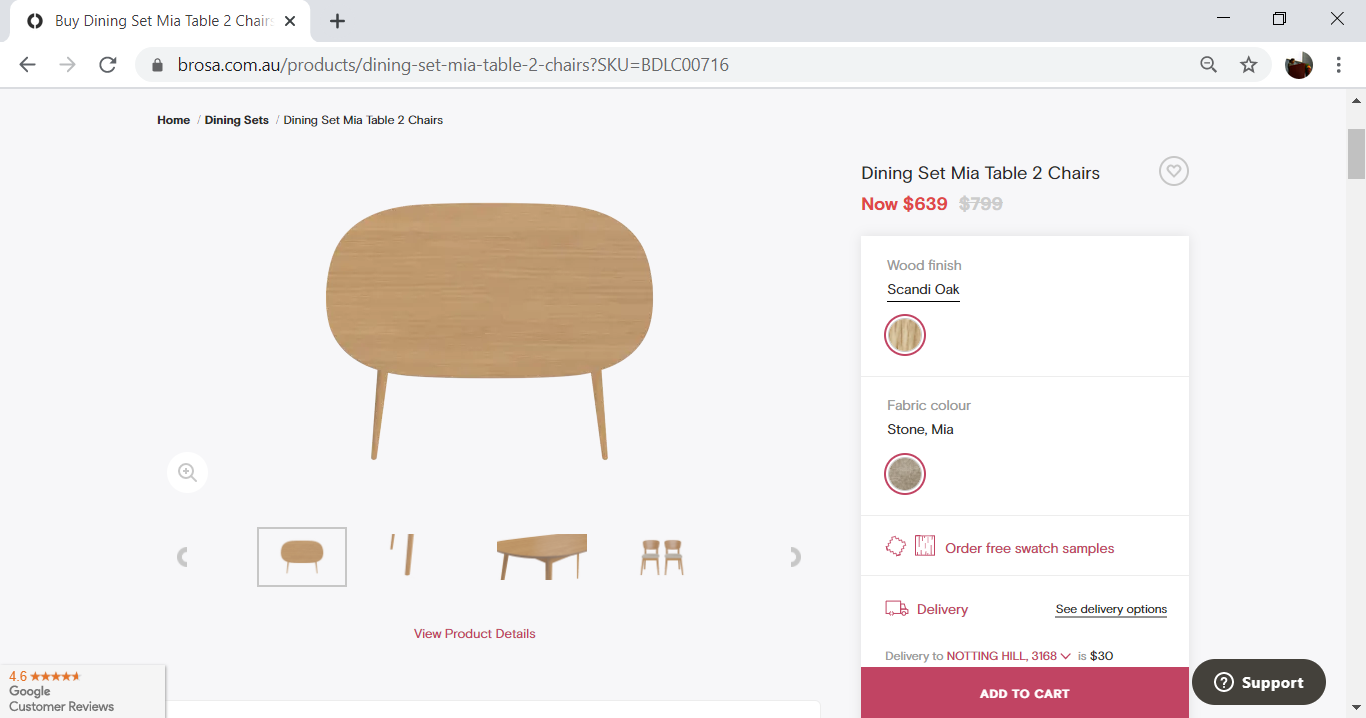 Buy Dining Set Mia Table 2 Chairs
brosa.com.au/products/dining-set-mia-table-2-chairs?SKU=BDLC00716
Home / Dining Sets / Dining Set Mia Table 2 Chairs
Dining Set Mia Table 2 Chairs
Now $639 $799
Wood finish
Scandi Oak
Fabric colour
Stone, Mia
Order free swatch samples
Delivery See delivery options
Delivery to NOTTING HILL, 3168 is $30
ADD TO CART
View Product Details
4.6
Google
Customer Reviews
Support